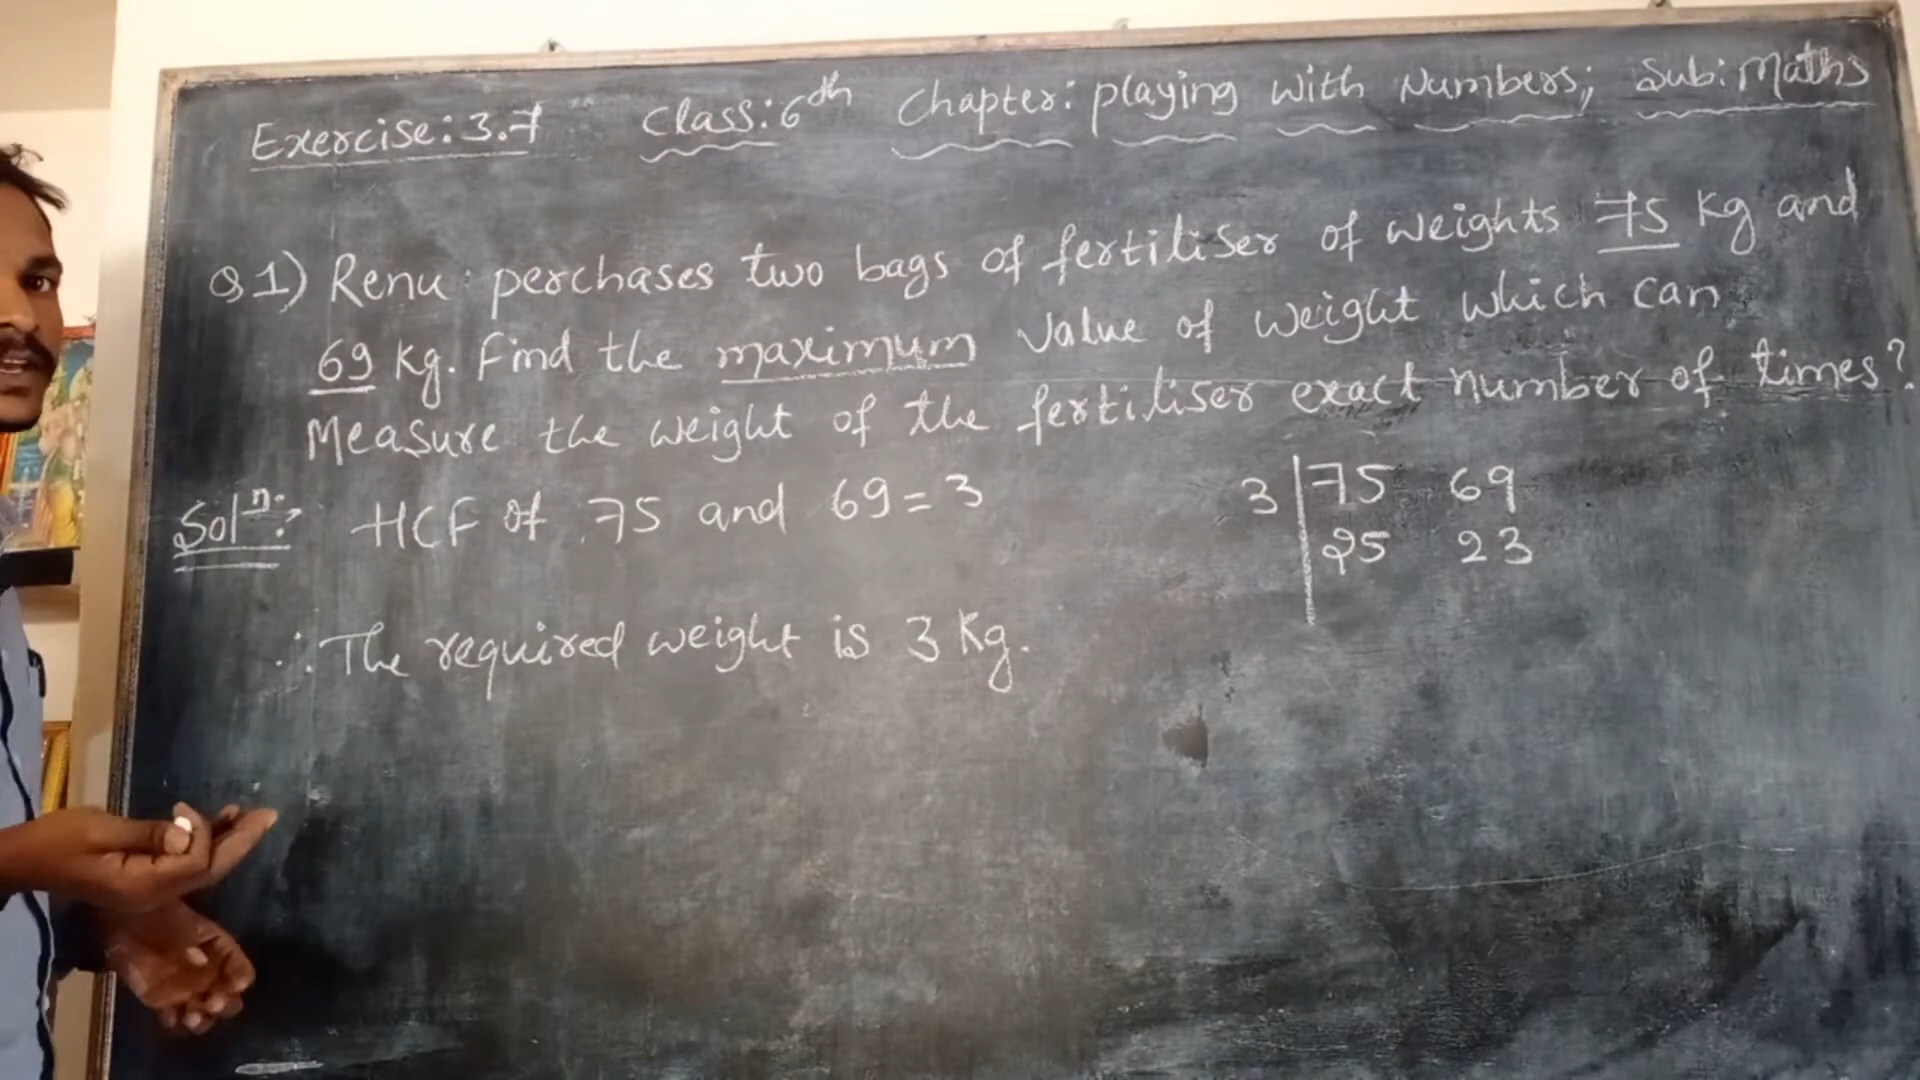 Exercise: 3.7 Class: 6th Chapter: playing with Numbers; Sub: Maths
Q1) Renu perchases two bags of fertiliser of weights 75 Kg and
69 Kg. Find the maximum value of weight which can
Measure the weight of the fertiliser exact number of times?
Solⁿ: HCF of 75 and 69 = 3
3 | 75 69
25 23
∴ The required weight is 3 Kg.